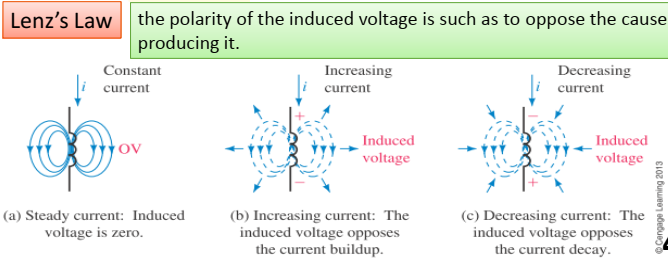 Lenz's Law
the polarity of the induced voltage is such as to oppose the cause
producing it.
Constant
current
i
OV
(a) Steady current: Induced
voltage is zero.
Increasing
current
i
+
Induced
voltage
−
(b) Increasing current: The
induced voltage opposes
the current buildup.
Decreasing
current
i
−
Induced
voltage
+
(c) Decreasing current: The
induced voltage opposes
the current decay.
© Cengage Learning 2013